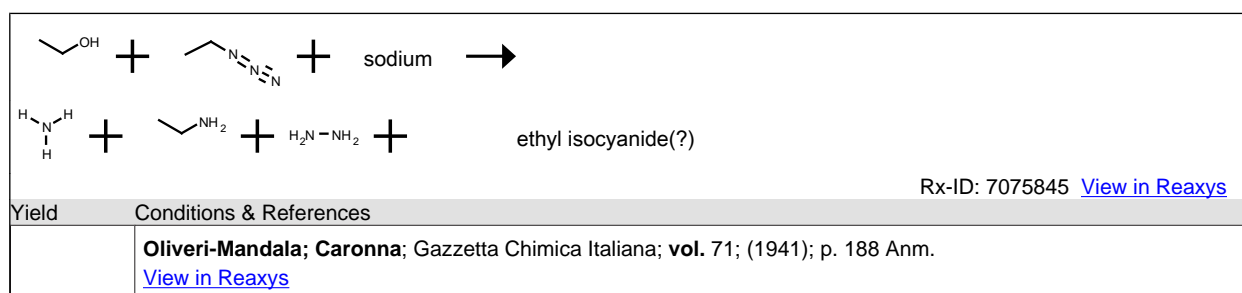 OH
N
N
N
sodium
H N H
H
NH2
H2N NH2
ethyl isocyanide(?)
Rx-ID: 7075845 View in Reaxys
Yield Conditions & References
Oliveri-Mandala; Caronna; Gazzetta Chimica Italiana; vol. 71; (1941); p. 188 Anm.
View in Reaxys